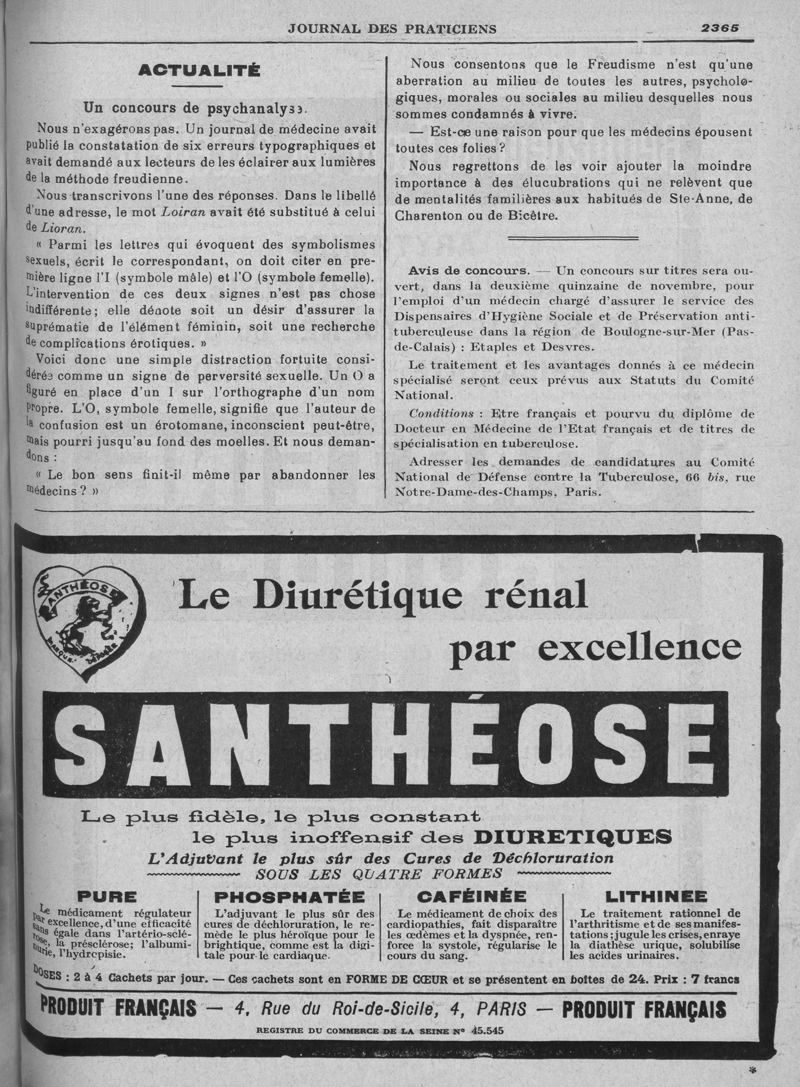 JOURNAL DES PRATICIENS 2365
ACTUALITÉ
Un concours de psychanalys3.
Nous n'exagérons pas. Un journal de médecine avait
publié la constatation de six erreurs typographiques et
avait demandé aux lecteurs de les éclairer aux lumières
de la méthode freudienne.
Nous transcrivons l'une des réponses. Dans le libellé
d'une adresse, le mot Loiran avait été substitué à celui
de Lioran.
« Parmi les lettres qui évoquent des symbolismes
sexuels, écrit le correspondant, on doit citer en pre-
mière ligne l'I (symbole mâle) et l'O (symbole femelle).
L'intervention de ces deux signes n'est pas chose
indifférente; elle dénote soit un désir d'assurer la
suprématie de l'élément féminin, soit une recherche
de complications érotiques. »
Voici donc une simple distraction fortuite consi-
dérée comme un signe de perversité sexuelle. Un O a
figuré en place d'un I sur l'orthographe d'un nom
propre. L'O, symbole femelle, signifie que l'auteur de
la confusion est un érotomane, inconscient peut-être,
mais pourri jusqu'au fond des moelles. Et nous deman-
dons :
« Le bon sens finit-il même par abandonner les
médecins ? »
Nous consentons que le Freudisme n'est qu'une
aberration au milieu de toutes les autres, psycholo-
giques, morales ou sociales au milieu desquelles nous
sommes condamnés à vivre.
— Est-ce une raison pour que les médecins épousent
toutes ces folies ?
Nous regrettons de les voir ajouter la moindre
importance à des élucubrations qui ne relèvent que
de mentalités familières aux habitués de Ste-Anne, de
Charenton ou de Bicêtre.
Avis de concours. — Un concours sur titres sera ou-
vert, dans la deuxième quinzaine de novembre, pour
l'emploi d'un médecin chargé d'assurer le service des
Dispensaires d'Hygiène Sociale et de Préservation anti-
tuberculeuse dans la région de Boulogne-sur-Mer (Pas-
de-Calais) : Etaples et Desvres.
Le traitement et les avantages donnés à ce médecin
spécialisé seront ceux prévus aux Statuts du Comité
National.
Conditions : Etre français et pourvu du diplôme de
Docteur en Médecine de l'Etat français et de titres de
spécialisation en tuberculose.
Adresser les demandes de candidatures au Comité
National de Défense contre la Tuberculose, 66 bis, rue
Notre-Dame-des-Champs, Paris.
SANTHÉOSE
MARQUE DÉPOSÉE
Le Diurétique rénal
par excellence
SANTHÉOSE
Le plus fidèle, le plus constant
le plus inoffensif des DIURETIQUES
L'Adjuvant le plus sûr des Cures de Déchloruration
SOUS LES QUATRE FORMES
PURE
Le médicament régulateur
par excellence, d'une efficacité
sans égale dans l'artério-sclé-
rose, la présclérose; l'albumi-
nurie, l'hydropisie.
PHOSPHATÉE
L'adjuvant le plus sûr des
cures de déchloruration, le re-
mède le plus héroïque pour le
brightique, comme est la digi-
tale pour le cardiaque.
CAFÉINÉE
Le médicament de choix des
cardiopathies, fait disparaître
les œdèmes et la dyspnée, ren-
force la systole, régularise le
cours du sang.
LITHINEE
Le traitement rationnel de
l'arthritisme et de ses manifes-
tations; jugule les crises, enraye
la diathèse urique, solubilise
les acides urinaires.
DOSES : 2 à 4 Cachets par jour. — Ces cachets sont en FORME DE CŒUR et se présentent en boîtes de 24. Prix : 7 francs
PRODUIT FRANÇAIS — 4, Rue du Roi-de-Sicile, 4, PARIS — PRODUIT FRANÇAIS
REGISTRE DU COMMERCE DE LA SEINE Nº 45.545
*